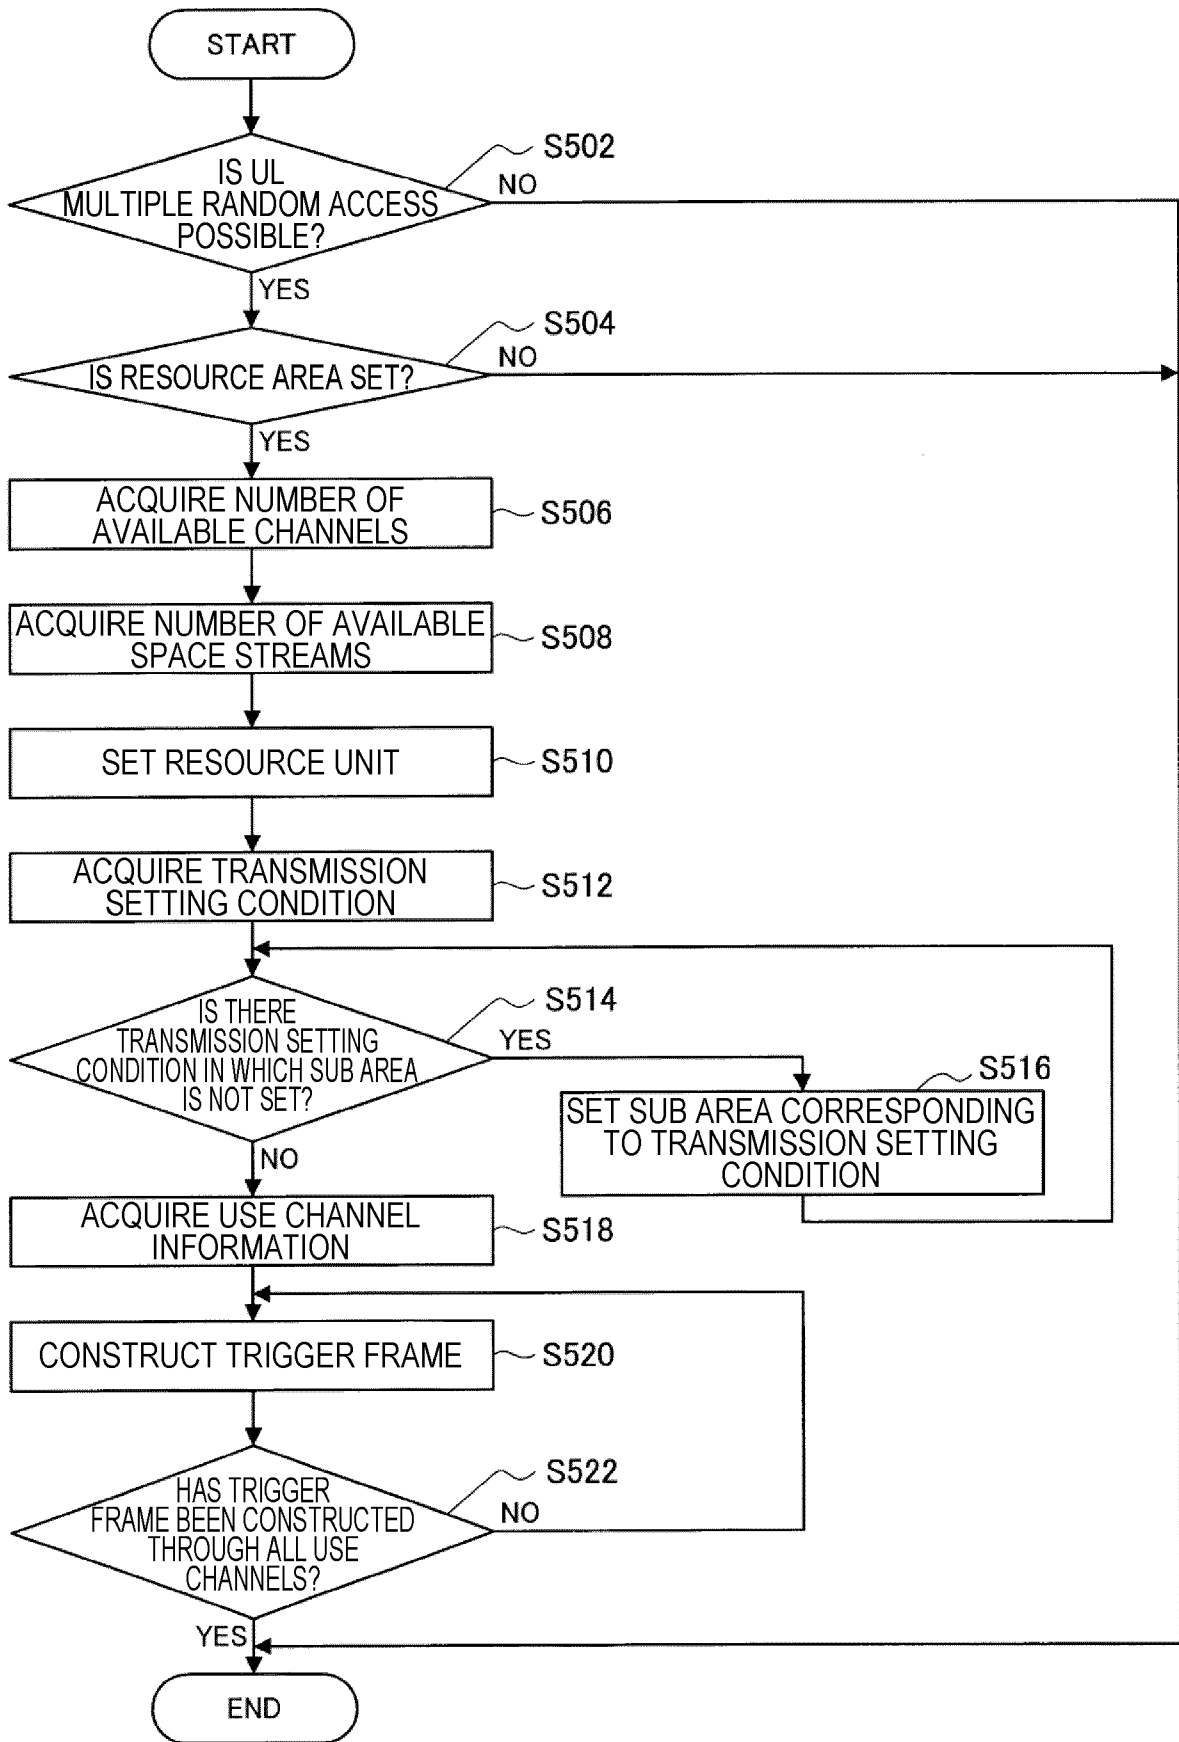 START
S502
IS UL
MULTIPLE RANDOM ACCESS
POSSIBLE?
NO
YES
S504
IS RESOURCE AREA SET?
NO
YES
ACQUIRE NUMBER OF
AVAILABLE CHANNELS
S506
ACQUIRE NUMBER OF AVAILABLE
SPACE STREAMS
S508
SET RESOURCE UNIT
S510
ACQUIRE TRANSMISSION
SETTING CONDITION
S512
S514
IS THERE
TRANSMISSION SETTING
CONDITION IN WHICH SUB AREA
IS NOT SET?
YES
S516
SET SUB AREA CORRESPONDING
TO TRANSMISSION SETTING
CONDITION
NO
ACQUIRE USE CHANNEL
INFORMATION
S518
CONSTRUCT TRIGGER FRAME
S520
S522
HAS TRIGGER
FRAME BEEN CONSTRUCTED
THROUGH ALL USE
CHANNELS?
NO
YES
END